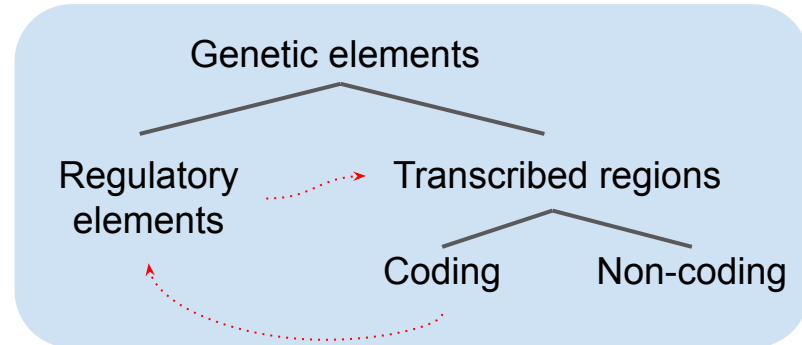 Genetic elements
Regulatory
elements
Transcribed regions
Coding
Non-coding